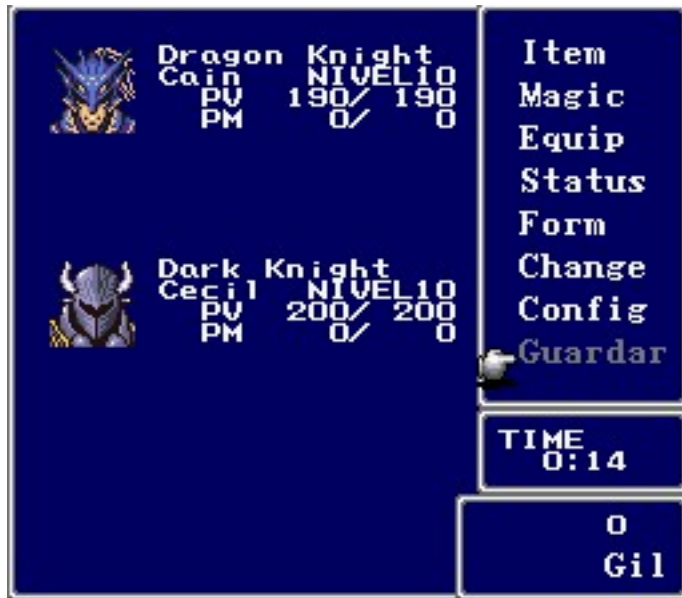 Dragon Knight
Cain NIVEL10
PV 190/ 190
PM 0/ 0
Dark Knight
Cecil NIVEL10
PV 200/ 200
PM 0/ 0
Item
Magic
Equip
Status
Form
Change
Config
Guardar
TIME
0:14
0
Gil